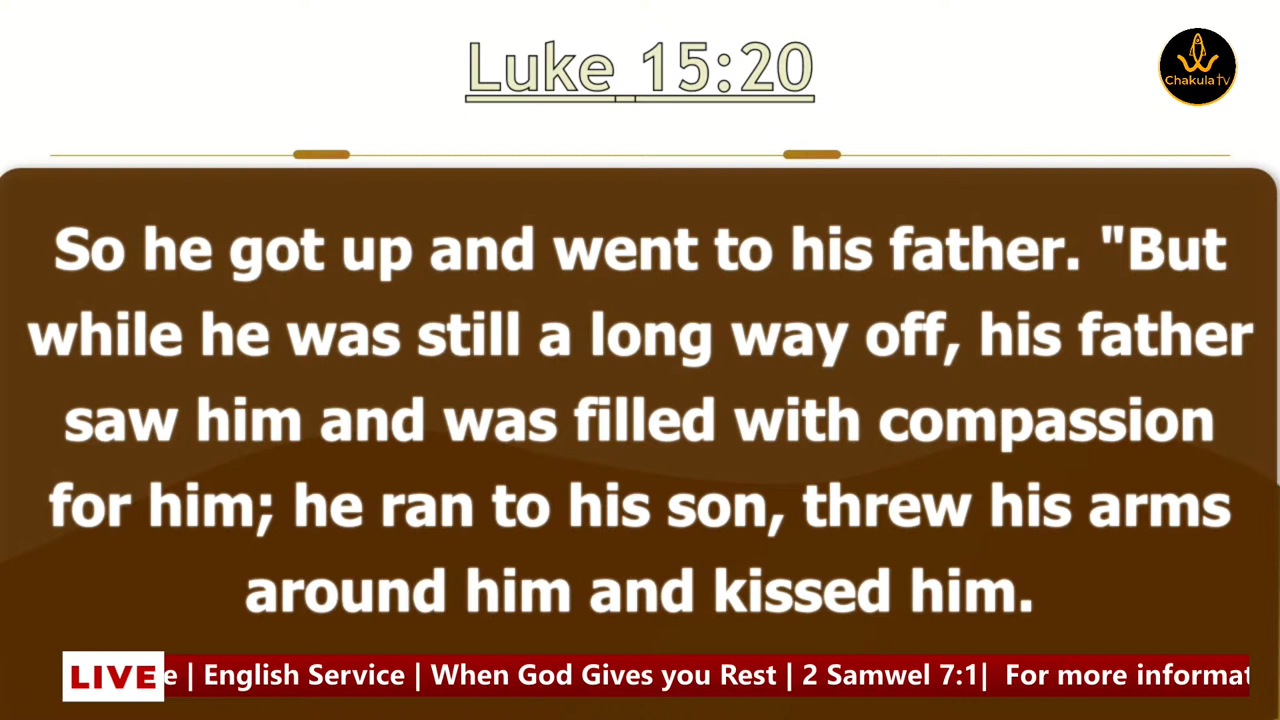 Luke 15:20
Chakula tv
So he got up and went to his father. "But
while he was still a long way off, his father
saw him and was filled with compassion
for him; he ran to his son, threw his arms
around him and kissed him.
LIVE
e | English Service | When God Gives you Rest | 2 Samwel 7:1| For more informat